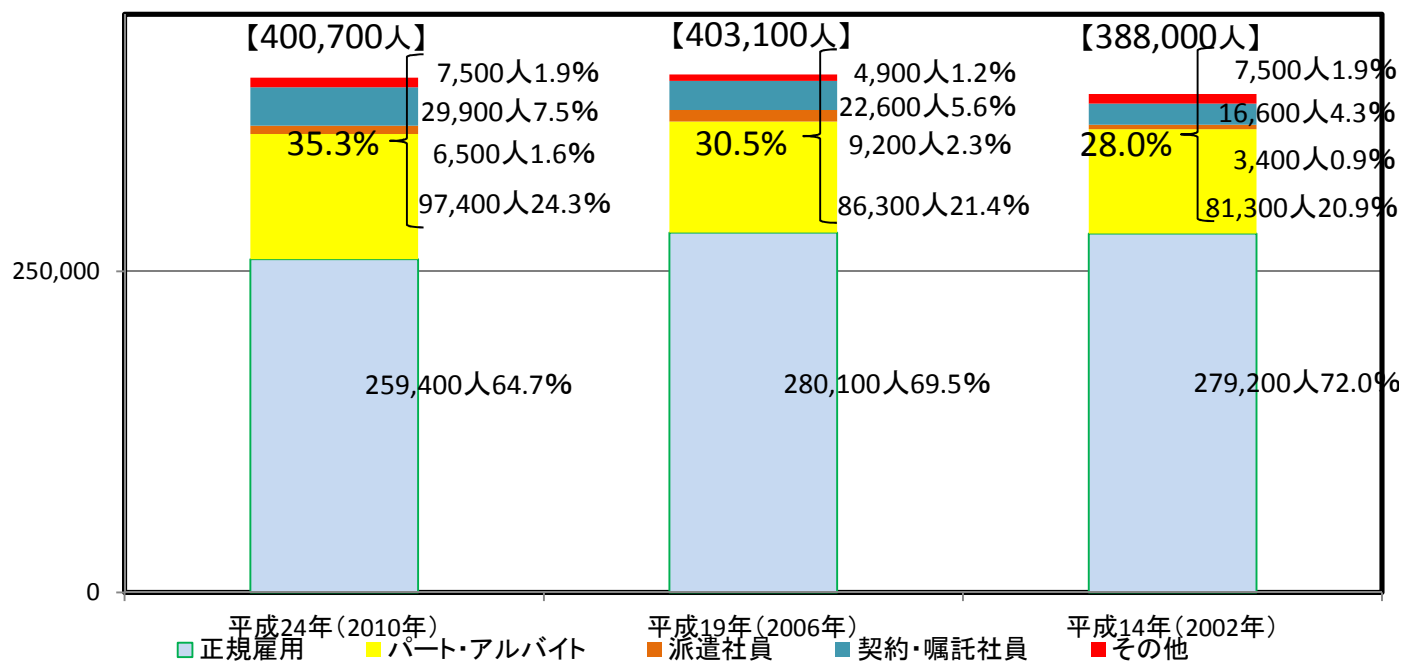 【400,700人】
7,500人1.9%
29,900人7.5%
35.3%
6,500人1.6%
97,400人24.3%
259,400人64.7%
【403,100人】
4,900人1.2%
22,600人5.6%
30.5%
9,200人2.3%
86,300人21.4%
280,100人69.5%
【388,000人】
7,500人1.9%
16,600人4.3%
28.0%
3,400人0.9%
81,300人20.9%
279,200人72.0%
250,000
0
平成24年（2010年）
平成19年（2006年）
平成14年（2002年）
正規雇用
パート・アルバイト
派遣社員
契約・嘱託社員
その他